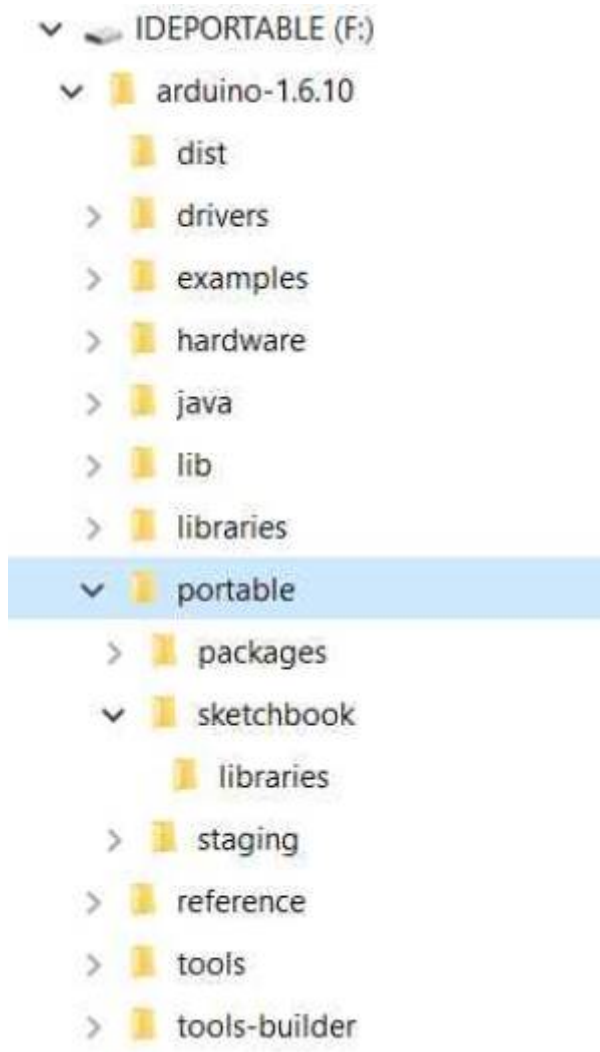 IDEPORTABLE (F:)
arduino-1.6.10
dist
drivers
examples
hardware
java
lib
libraries
portable
packages
sketchbook
libraries
staging
reference
tools
tools-builder